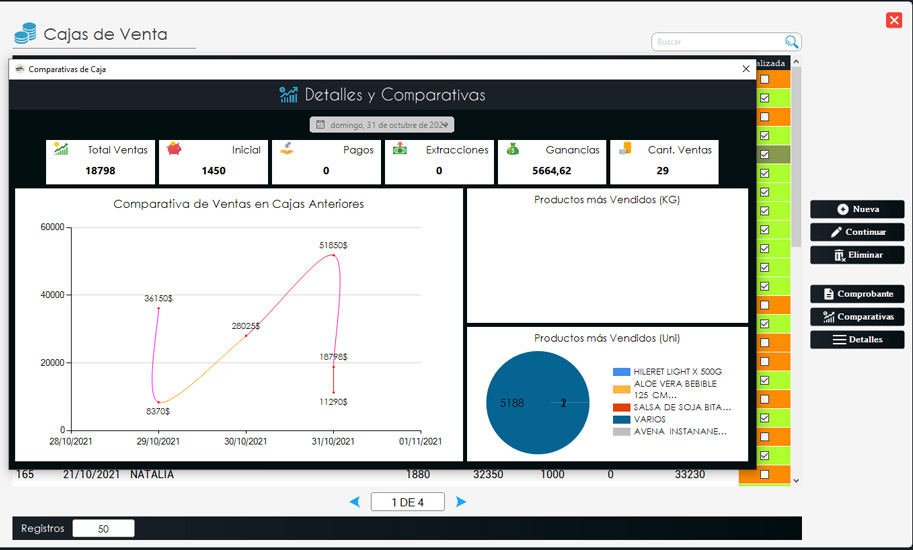 Cajas de Venta
Buscar
alizada
Comparativas de Caja
Detalles y Comparativas
domingo, 31 de octubre de 202
Total Ventas
18798
Inicial
1450
Pagos
0
Extracciones
0
Ganancias
5664,62
Cant. Ventas
29
Comparativa de Ventas en Cajas Anteriores
60000
40000
20000
0
36150$
8370$
28025$
51850$
18798$
11290$
28/10/2021
29/10/2021
30/10/2021
31/10/2021
01/11/2021
Productos más Vendidos (KG)
Productos más Vendidos (Uni)
5188
HILERET LIGHT X 500G
ALOE VERA BEBIBLE
125 CM...
SALSA DE SOJA BITA...
VARIOS
AVENA INSTANANE...
Nueva
Continuar
Eliminar
Comprobante
Comparativas
Detalles
165 21/10/2021 NATALIA 1880 32350 1000 0 33230
1 DE 4
Registros 50